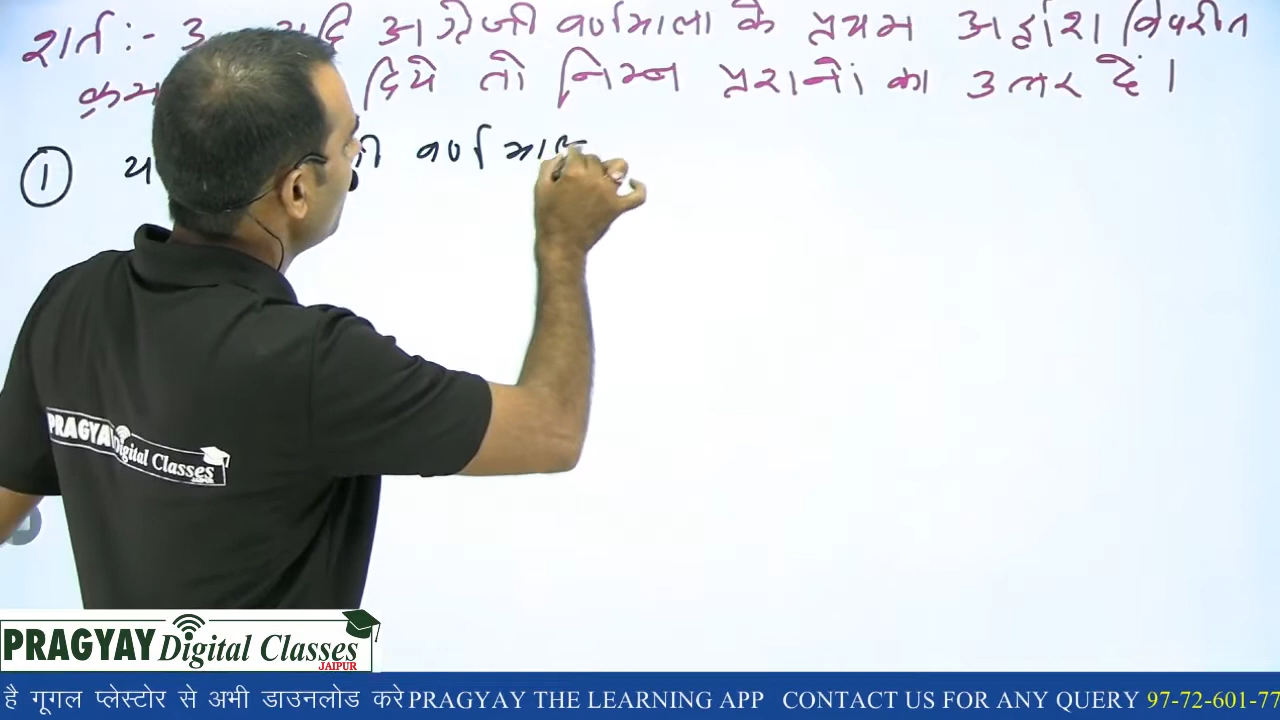 शर्त :- 3. यदि अंग्रेजी वर्णमाला के प्रथम अर्द्धांश विपरीत
क्रम दिये तो निम्न प्रश्नों का उत्तर दें।
① य वर्णमाल
PRAGYA Digital Classes
PRAGYAY Digital Classes
JAIPUR
है गूगल प्लेस्टोर से अभी डाउनलोड करे PRAGYAY THE LEARNING APP CONTACT US FOR ANY QUERY 97-72-601-77